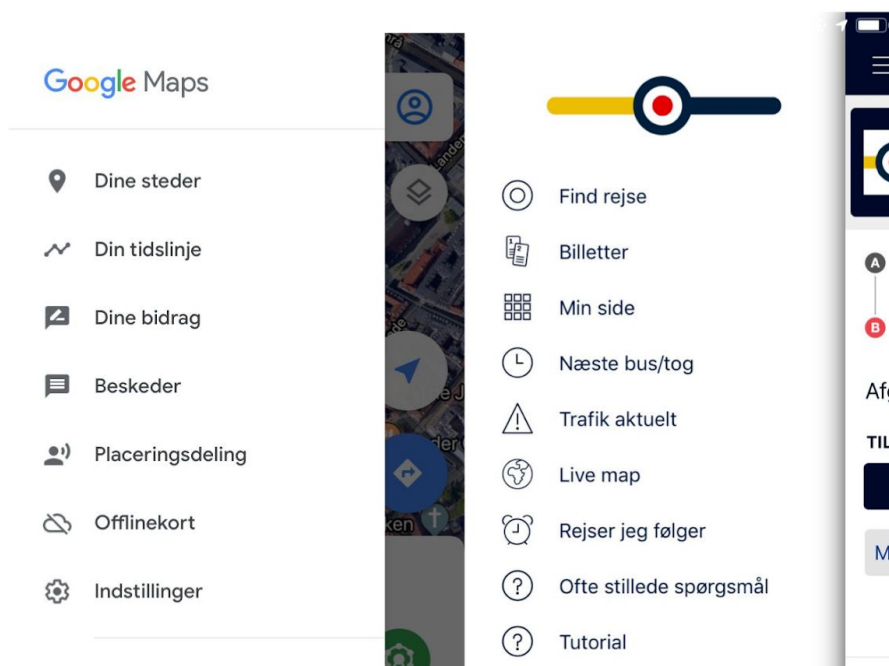 Google Maps
Dine steder
Din tidslinje
Dine bidrag
Beskeder
Placeringsdeling
Offlinekort
Indstillinger
Find rejse
Billetter
Min side
Næste bus/tog
Trafik aktuelt
Live map
Rejser jeg følger
Ofte stillede spørgsmål
Tutorial
A
B